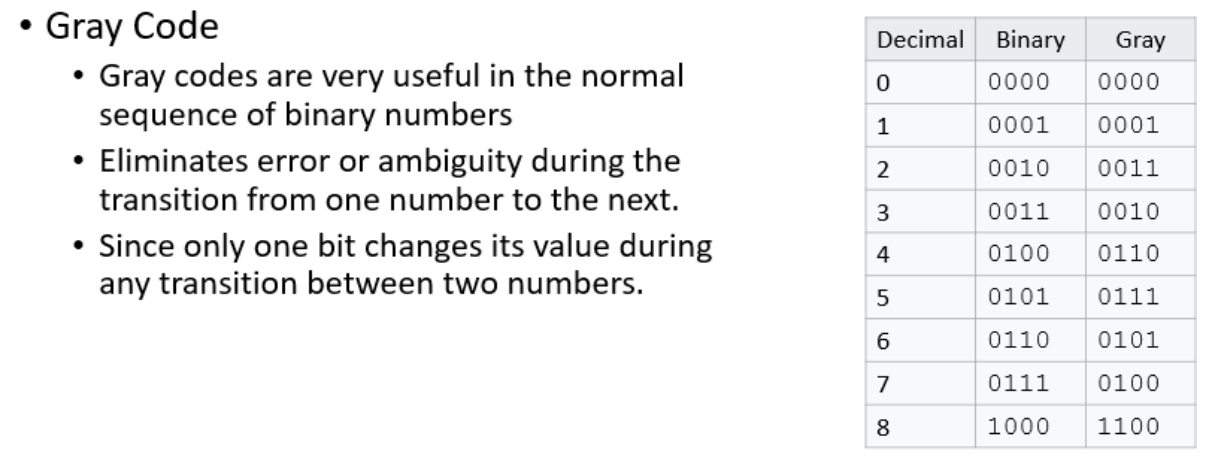 • Gray Code
• Gray codes are very useful in the normal
sequence of binary numbers
• Eliminates error or ambiguity during the
transition from one number to the next.
• Since only one bit changes its value during
any transition between two numbers.
Decimal Binary Gray
0 0000 0000
1 0001 0001
2 0010 0011
3 0011 0010
4 0100 0110
5 0101 0111
6 0110 0101
7 0111 0100
8 1000 1100